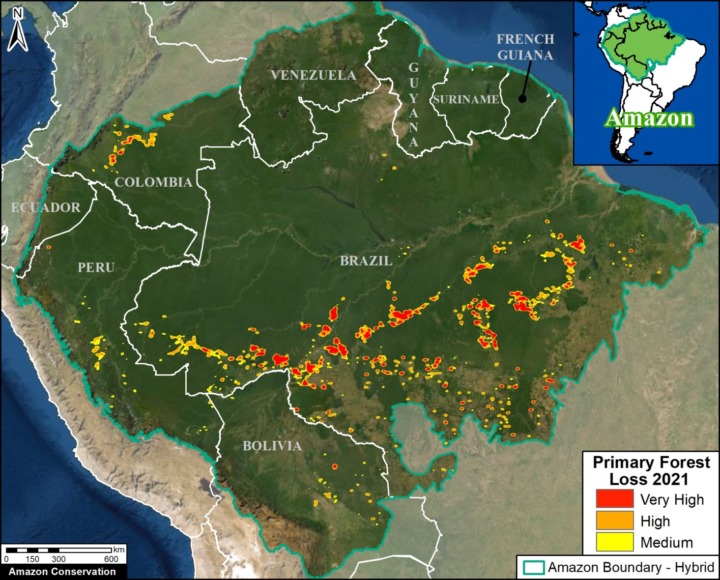 N
FRENCH
GUIANA
VENEZUELA
GUYANA
SURINAME
Amazon
COLOMBIA
ECUADOR
PERU
BRAZIL
BOLIVIA
Primary Forest
Loss 2021
Very High
High
Medium
Amazon Boundary - Hybrid
km
0 150 300 600
Amazon Conservation